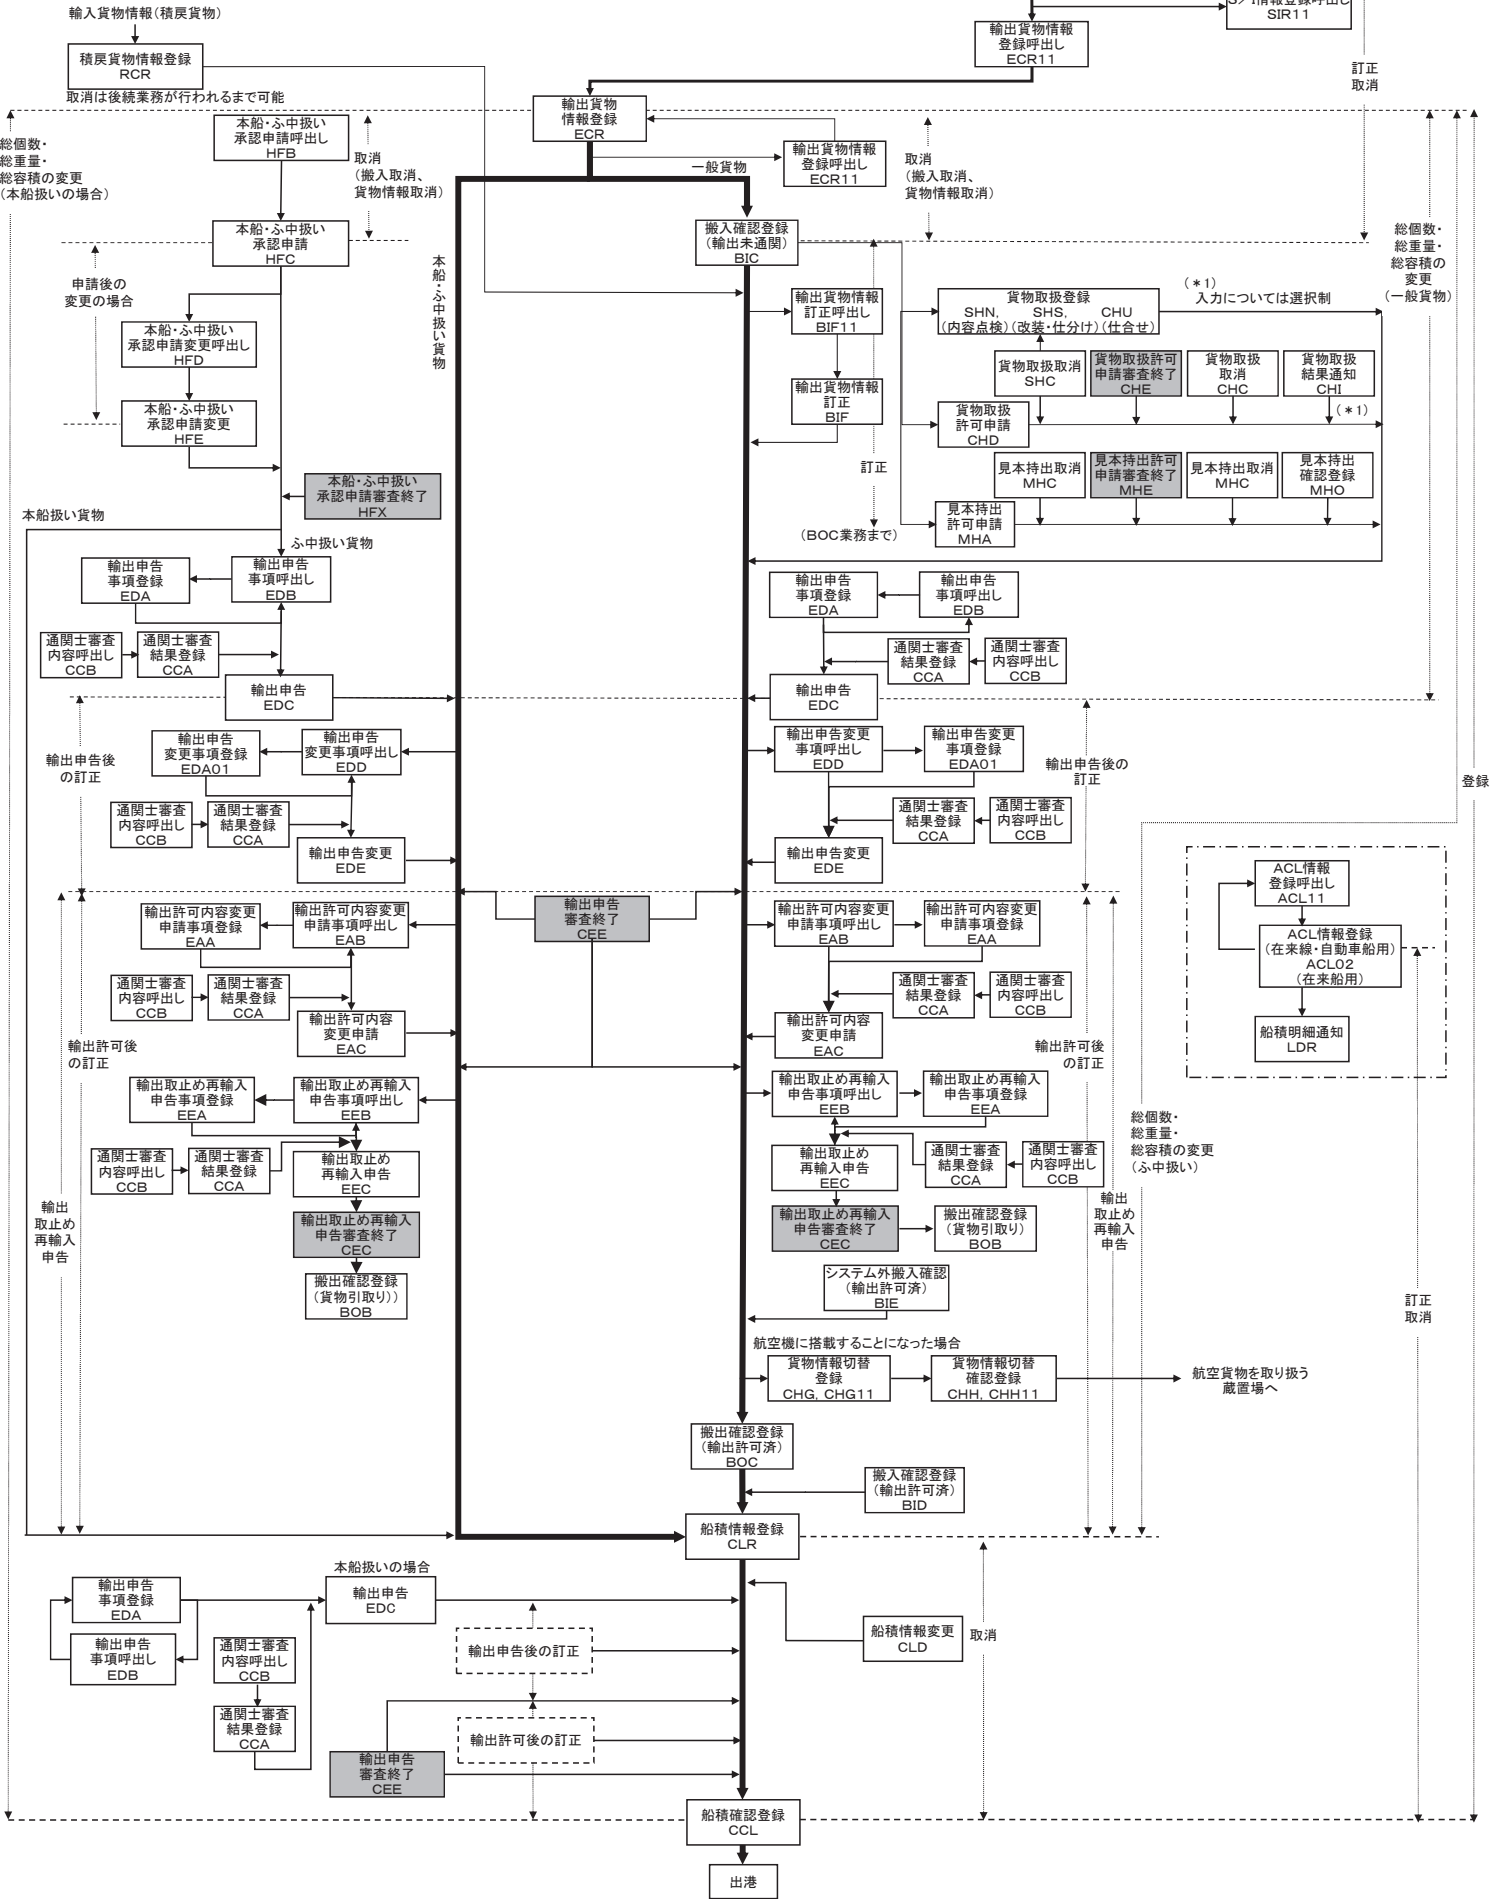 輸入貨物情報(積戻貨物)
積戻貨物情報登録
RCR
取消は後続業務が行われるまで可能
SIR11
輸出貨物情報
登録呼出し
ECR11
訂正
取消
総個数・
総重量・
総容積の変更
(本船扱いの場合)
本船・ふ中扱い
承認申請呼出し
HFB
取消
(搬入取消、
貨物情報取消)
輸出貨物
情報登録
ECR
輸出貨物情報
登録呼出し
ECR11
一般貨物
取消
(搬入取消、
貨物情報取消)
本船・ふ中扱い
承認申請
HFC
搬入確認登録
(輸出未通関)
BIC
総個数・
総重量・
総容積の
変更
(一般貨物)
申請後の
変更の場合
本船・ふ中扱い貨物
本船・ふ中扱い
承認申請変更呼出し
HFD
本船・ふ中扱い
承認申請変更
HFE
輸出貨物情報
訂正呼出し
BIF11
輸出貨物情報
訂正
BIF
貨物取扱登録
SHN, SHS, CHU
(内容点検)(改装・仕分け)(仕合せ)
(*1)
入力については選択制
貨物取扱取消
SHC
貨物取扱許可
申請審査終了
CHE
貨物取扱
取消
CHC
貨物取扱
結果通知
CHI
(*1)
貨物取扱
許可申請
CHD
訂正
(BOC業務まで)
見本持出取消
MHC
見本持出許可
申請審査終了
MHE
見本持出取消
MHC
見本持出
確認登録
MHO
見本持出
許可申請
MHA
本船・ふ中扱い
承認申請審査終了
HFX
本船扱い貨物
ふ中扱い貨物
輸出申告
事項登録
EDA
輸出申告
事項呼出し
EDB
通関士審査
内容呼出し
CCB
通関士審査
結果登録
CCA
輸出申告
EDC
輸出申告
事項登録
EDA
輸出申告
事項呼出し
EDB
通関士審査
結果登録
CCA
通関士審査
内容呼出し
CCB
輸出申告
EDC
輸出申告後
の訂正
輸出申告
変更事項登録
EDA01
輸出申告
変更事項呼出し
EDD
通関士審査
内容呼出し
CCB
通関士審査
結果登録
CCA
輸出申告変更
EDE
輸出申告変更
事項呼出し
EDD
輸出申告変更
事項登録
EDA01
輸出申告後の
訂正
通関士審査
結果登録
CCA
通関士審査
内容呼出し
CCB
輸出申告変更
EDE
登録
輸出申告
審査終了
CEE
輸出許可内容変更
申請事項登録
EAA
輸出許可内容変更
申請事項呼出し
EAB
通関士審査
内容呼出し
CCB
通関士審査
結果登録
CCA
輸出許可内容
変更申請
EAC
輸出許可後
の訂正
輸出許可内容変更
申請事項呼出し
EAB
輸出許可内容変更
申請事項登録
EAA
通関士審査
結果登録
CCA
通関士審査
内容呼出し
CCB
輸出許可内容
変更申請
EAC
輸出許可後
の訂正
ACL情報
登録呼出し
ACL11
ACL情報登録
(在来線・自動車船用)
ACL02
(在来船用)
船積明細通知
LDR
輸出取止め再輸入
申告事項登録
EEA
輸出取止め再輸入
申告事項呼出し
EEB
通関士審査
内容呼出し
CCB
通関士審査
結果登録
CCA
輸出取止め
再輸入申告
EEC
輸出取止め再輸入
申告審査終了
CEC
搬出確認登録
(貨物引取り))
BOB
輸出
取止め
再輸入
申告
輸出取止め再輸入
申告事項呼出し
EEB
輸出取止め再輸入
申告事項登録
EEA
輸出取止め
再輸入申告
EEC
通関士審査
結果登録
CCA
通関士審査
内容呼出し
CCB
輸出取止め再輸入
申告審査終了
CEC
搬出確認登録
(貨物引取り)
BOB
輸出
取止め
再輸入
申告
総個数・
総重量・
総容積の変更
(ふ中扱い)
システム外搬入確認
(輸出許可済)
BIE
訂正
取消
航空機に搭載することになった場合
貨物情報切替
登録
CHG, CHG11
貨物情報切替
確認登録
CHH, CHH11
航空貨物を取り扱う
蔵置場へ
搬出確認登録
(輸出許可済)
BOC
搬入確認登録
(輸出許可済)
BID
船積情報登録
CLR
本船扱いの場合
輸出申告
事項登録
EDA
輸出申告
EDC
輸出申告
事項呼出し
EDB
通関士審査
内容呼出し
CCB
通関士審査
結果登録
CCA
輸出申告後の訂正
船積情報変更
CLD
取消
輸出許可後の訂正
輸出申告
審査終了
CEE
船積確認登録
CCL
出港